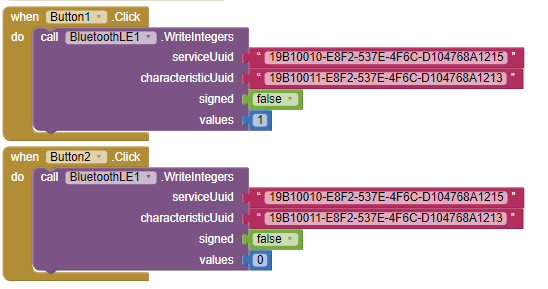 when Button1 .Click
do call BluetoothLE1 .WriteIntegers
serviceUuid " 19B10010-E8F2-537E-4F6C-D104768A1215 "
characteristicUuid " 19B10011-E8F2-537E-4F6C-D104768A1213 "
signed false
values 1
when Button2 .Click
do call BluetoothLE1 .WriteIntegers
serviceUuid " 19B10010-E8F2-537E-4F6C-D104768A1215 "
characteristicUuid " 19B10011-E8F2-537E-4F6C-D104768A1213 "
signed false
values 0